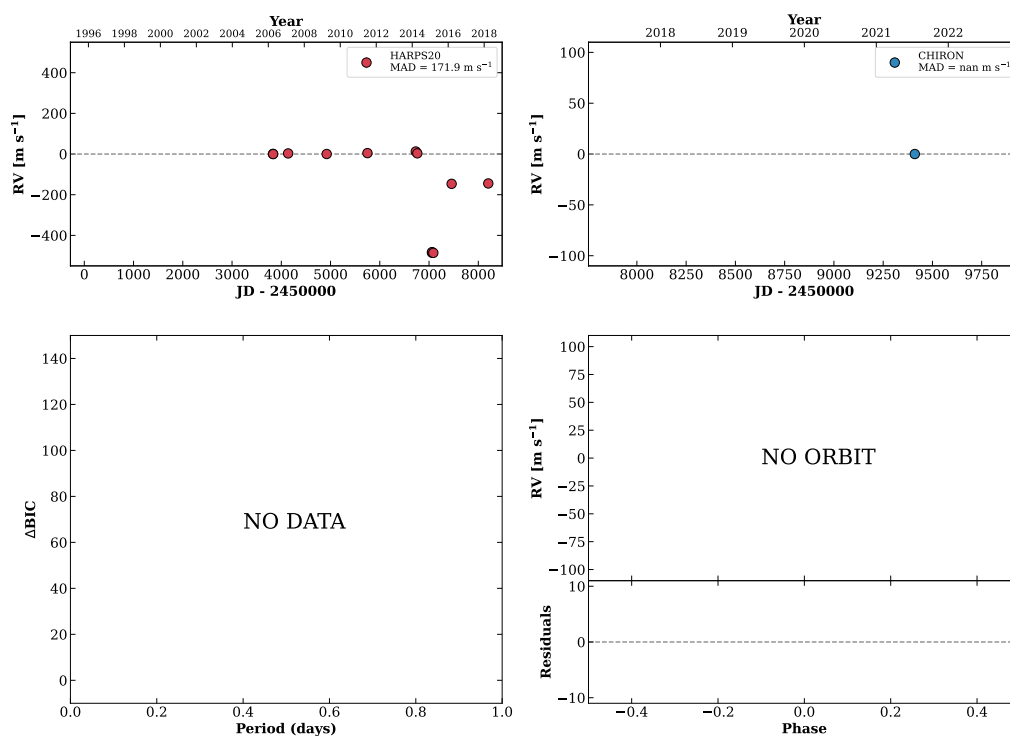 Year
1996 1998 2000 2002 2004 2006 2008 2010 2012 2014 2016 2018
RV [m s⁻¹]
400
200
0
−200
−400
HARPS20
MAD = 171.9 m s⁻¹
0 1000 2000 3000 4000 5000 6000 7000 8000
JD - 2450000
Year
2018 2019 2020 2021 2022
RV [m s⁻¹]
100
50
0
−50
−100
CHIRON
MAD = nan m s⁻¹
8000 8250 8500 8750 9000 9250 9500 9750
JD - 2450000
ΔBIC
140
120
100
80
60
40
20
0
NO DATA
0.0 0.2 0.4 0.6 0.8 1.0
Period (days)
RV [m s⁻¹]
100
75
50
25
0
−25
−50
−75
−100
NO ORBIT
Residuals
10
0
−10
−0.4 −0.2 0.0 0.2 0.4
Phase